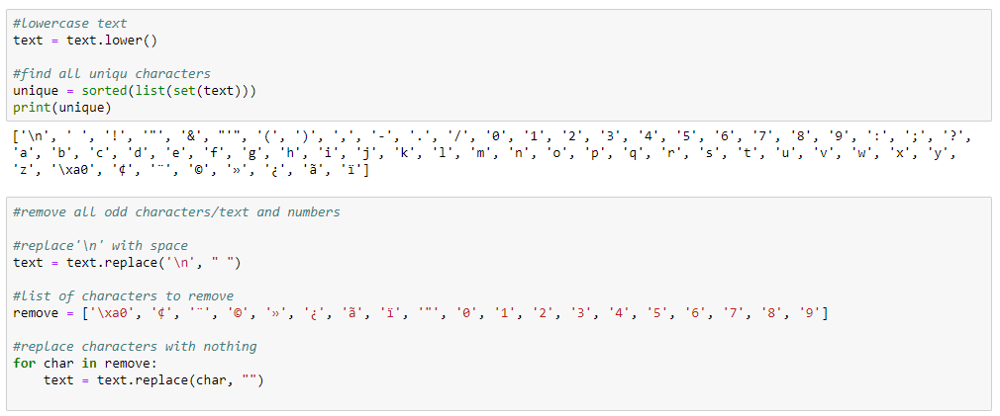 #lowercase text
text = text.lower()
#find all uniqu characters
unique = sorted(list(set(text)))
print(unique)
['\n', ' ', '!', '"', '&', "'", '(', ')', ',', '-', '.', '/', '0', '1', '2', '3', '4', '5', '6', '7', '8', '9', ':', ';', '?',
'a', 'b', 'c', 'd', 'e', 'f', 'g', 'h', 'i', 'j', 'k', 'l', 'm', 'n', 'o', 'p', 'q', 'r', 's', 't', 'u', 'v', 'w', 'x', 'y',
'z', '\xa0', '¢', '¨', '©', '»', '¿', 'ã', 'ï']
#remove all odd characters/text and numbers
#replace'\n' with space
text = text.replace('\n', " ")
#list of characters to remove
remove = ['\xa0', '¢', '¨', '©', '»', '¿', 'ã', 'ï', '"', '0', '1', '2', '3', '4', '5', '6', '7', '8', '9']
#replace characters with nothing
for char in remove:
    text = text.replace(char, "")